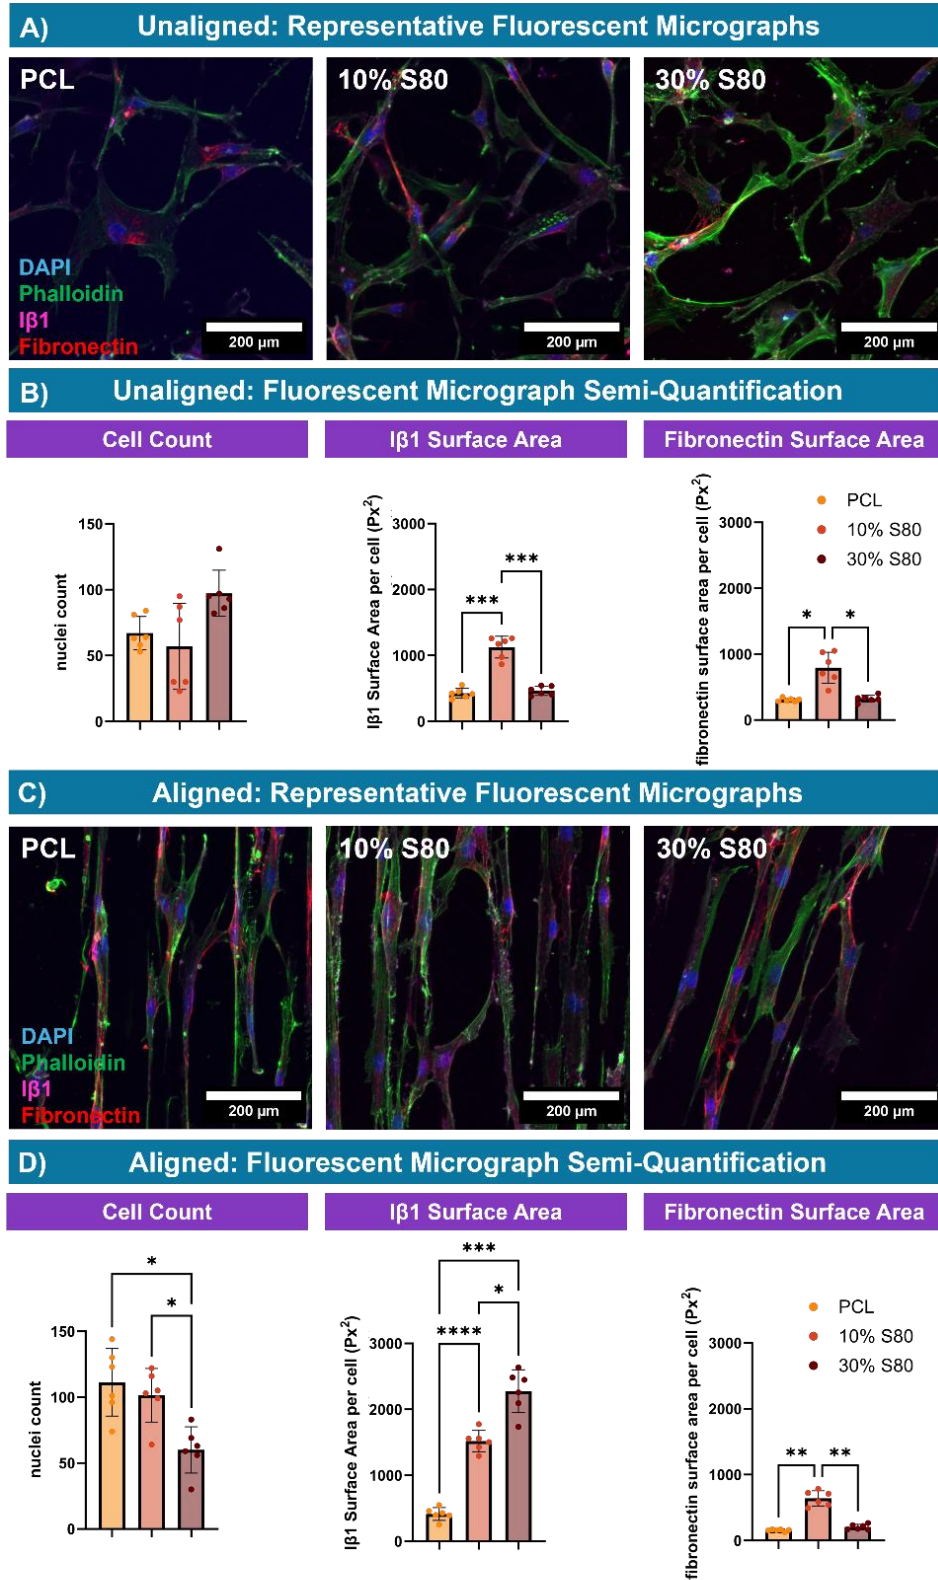 A) Unaligned: Representative Fluorescent Micrographs
PCL
10% S80
30% S80
DAPI
Phalloidin
Iβ1
Fibronectin
200 µm
200 µm
200 µm
B) Unaligned: Fluorescent Micrograph Semi-Quantification
Cell Count
Iβ1 Surface Area
Fibronectin Surface Area
nuclei count
150
100
50
0
Iβ1 Surface Area per cell (Px²)
3000
2000
1000
0
***
***
fibronectin surface area per cell (Px²)
3000
2000
1000
0
*
*
PCL
10% S80
30% S80
C) Aligned: Representative Fluorescent Micrographs
PCL
10% S80
30% S80
DAPI
Phalloidin
Iβ1
Fibronectin
200 µm
200 µm
200 µm
D) Aligned: Fluorescent Micrograph Semi-Quantification
Cell Count
Iβ1 Surface Area
Fibronectin Surface Area
nuclei count
150
100
50
0
*
*
Iβ1 Surface Area per cell (Px²)
3000
2000
1000
0
***
*
****
fibronectin surface area per cell (Px²)
3000
2000
1000
0
**
**
PCL
10% S80
30% S80